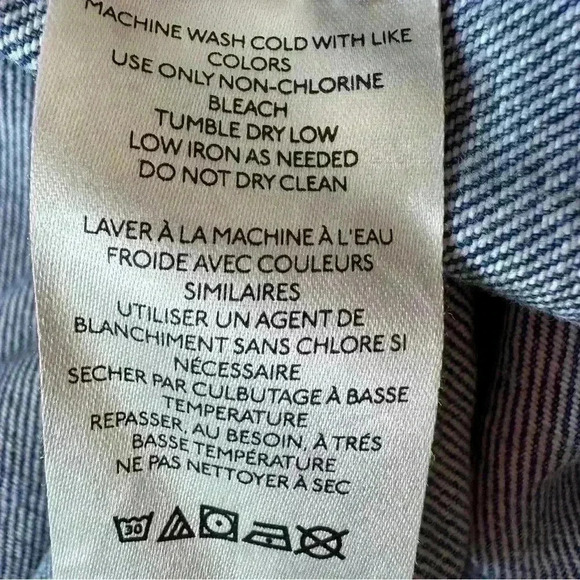 MACHINE WASH COLD WITH LIKE
COLORS
USE ONLY NON-CHLORINE
BLEACH
TUMBLE DRY LOW
LOW IRON AS NEEDED
DO NOT DRY CLEAN
LAVER À LA MACHINE À L'EAU
FROIDE AVEC COULEURS
SIMILAIRES
UTILISER UN AGENT DE
BLANCHIMENT SANS CHLORE SI
NÉCESSAIRE
SECHER PAR CULBUTAGE À BASSE
TEMPERATURE
REPASSER, AU BESOIN, À TRÉS
BASSE TEMPÉRATURE
NE PAS NETTOYER À SEC
30